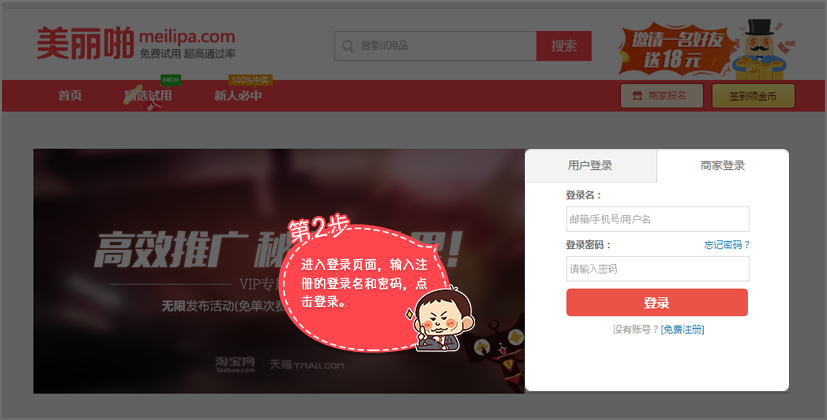 美丽啪 meilipa.com
免费试用 超高通过率
搜索试用品
搜索
邀请一名好友
送18元
首页
精选试用
NEW
新人必中
100%中奖
商家报名
签到领金币
用户登录
商家登录
登录名：
邮箱/手机号/用户名
登录密码：
忘记密码？
请输入密码
登录
没有账号？[免费注册]
高效推广
VIP专
无限发布活动(免单次费
淘宝网
Taobao.com
天猫 TMALL.COM
第2步
进入登录页面，输入注
册的登录名和密码，点
击登录。